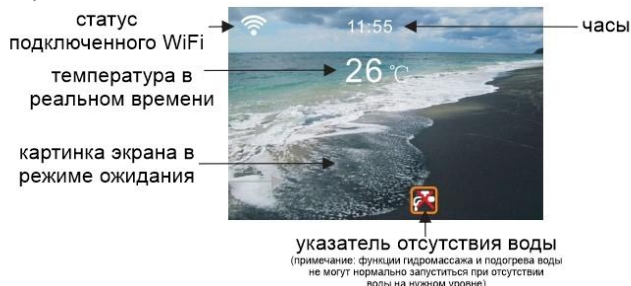 статус
подключенного WiFi
11:55
часы
26 °C
температура в
реальном времени
картинка экрана в
режиме ожидания
указатель отсутствия воды
(примечание: функции гидромассажа и подогрева воды
не могут нормально запуститься при отсутствии
воды на нужном уровне)